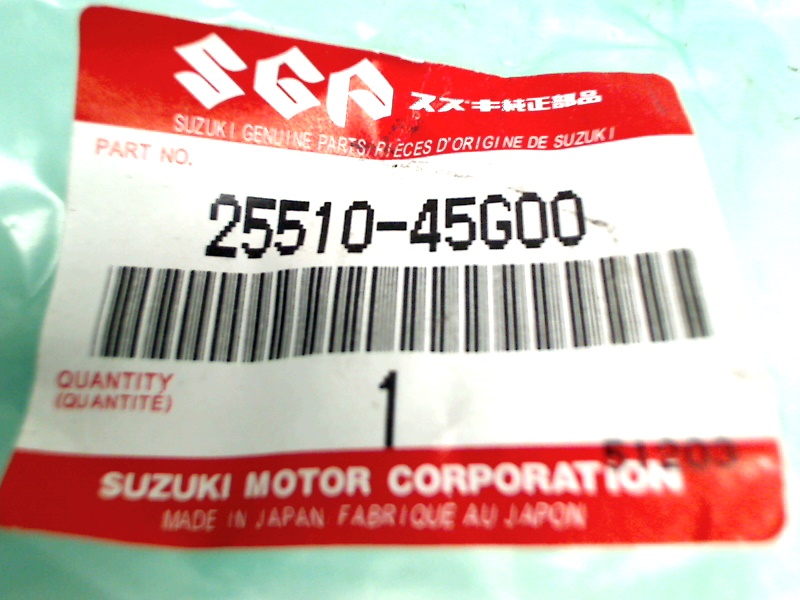 SGP スズキ純正部品
SUZUKI GENUINE PARTS/PIÈCES D'ORIGINE DE SUZUKI
PART NO.
25510-45G00
QUANTITY
(QUANTITÉ)
1
51203
SUZUKI MOTOR CORPORATION
MADE IN JAPAN FABRIQUE AU JAPON